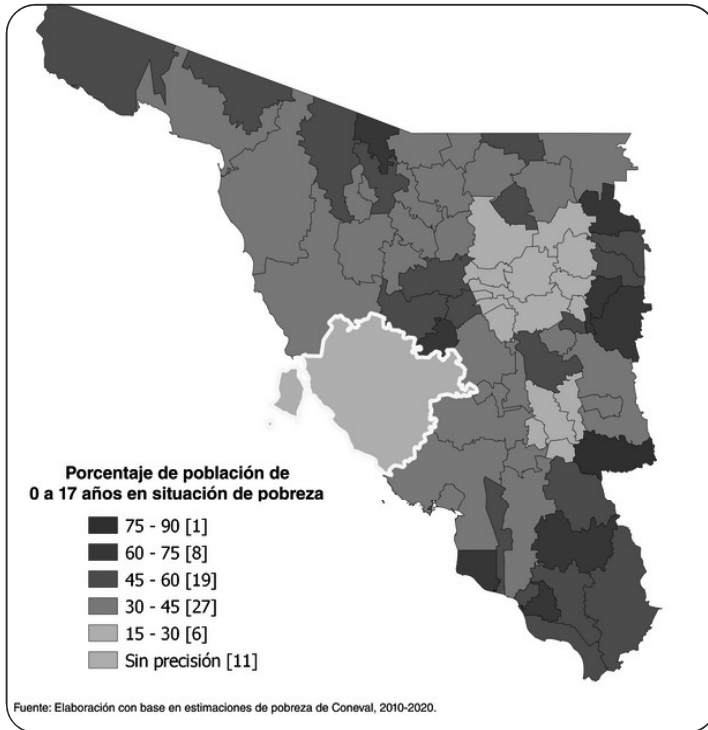 Porcentaje de población de
0 a 17 años en situación de pobreza
75 - 90 [1]
60 - 75 [8]
45 - 60 [19]
30 - 45 [27]
15 - 30 [6]
Sin precisión [11]
Fuente: Elaboración con base en estimaciones de pobreza de Coneval, 2010-2020.